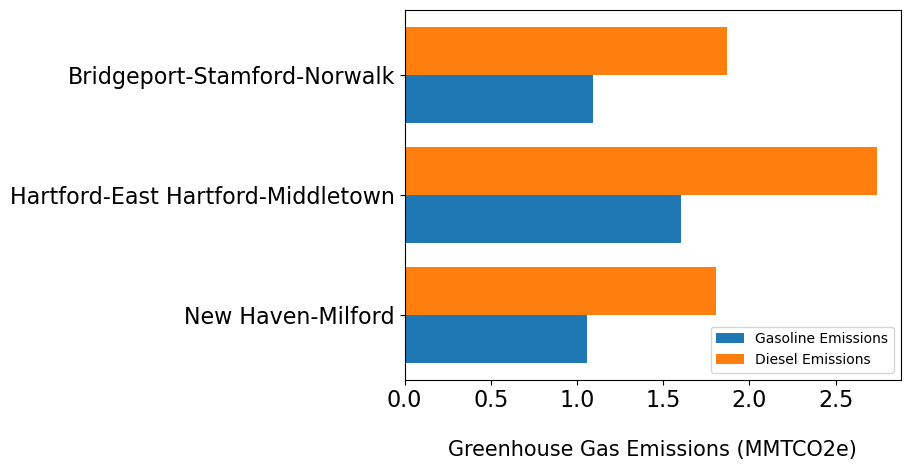 Bridgeport-Stamford-Norwalk
Hartford-East Hartford-Middletown
New Haven-Milford
Gasoline Emissions
Diesel Emissions
0.0 0.5 1.0 1.5 2.0 2.5
Greenhouse Gas Emissions (MMTCO2e)